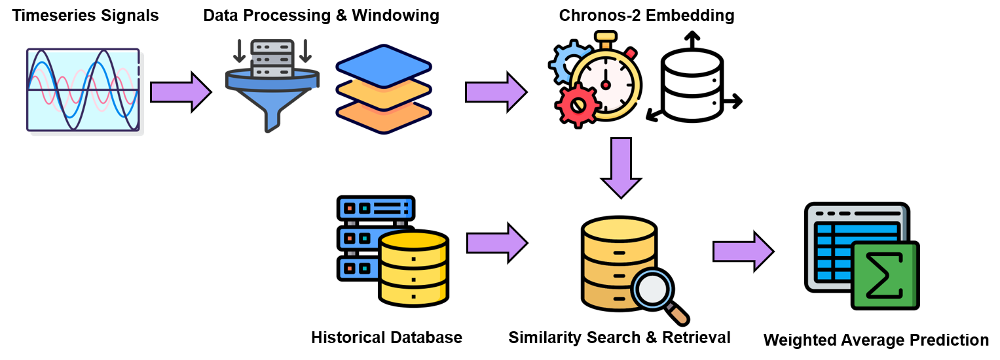 Timeseries Signals
Data Processing & Windowing
Chronos-2 Embedding
Historical Database
Similarity Search & Retrieval
Weighted Average Prediction